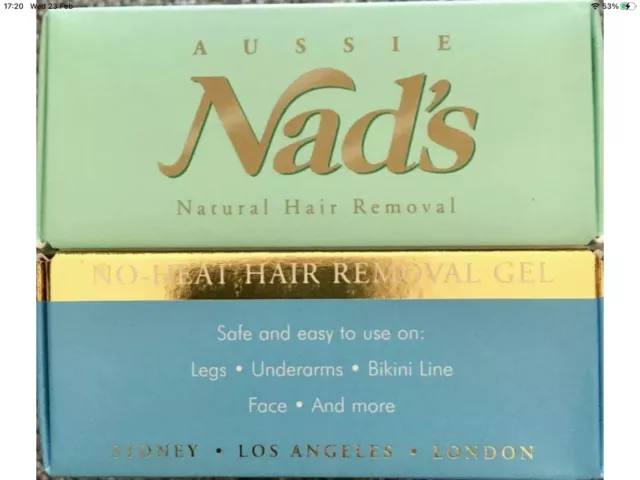 17:20 Wed 23 Feb 53%
AUSSIE
Nad's
Natural Hair Removal
NO-HEAT HAIR REMOVAL GEL
Safe and easy to use on:
Legs • Underarms • Bikini Line
Face • And more
SYDNEY • LOS ANGELES • LONDON